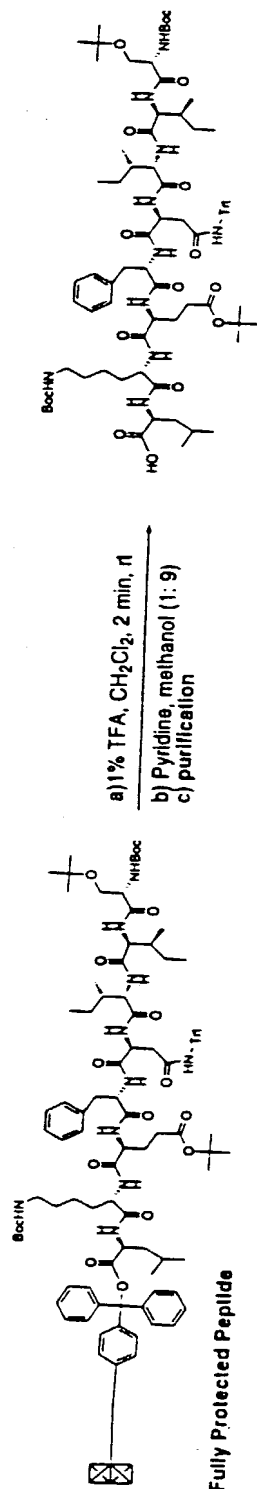 BocHN
NHBoc
HN-Trt
Fully Protected Peptide
a)1% TFA, CH₂Cl₂, 2 min, rt
b) Pyridine, methanol (1: 9)
c) purification
BocHN
HO
NHBoc
HN-Trt